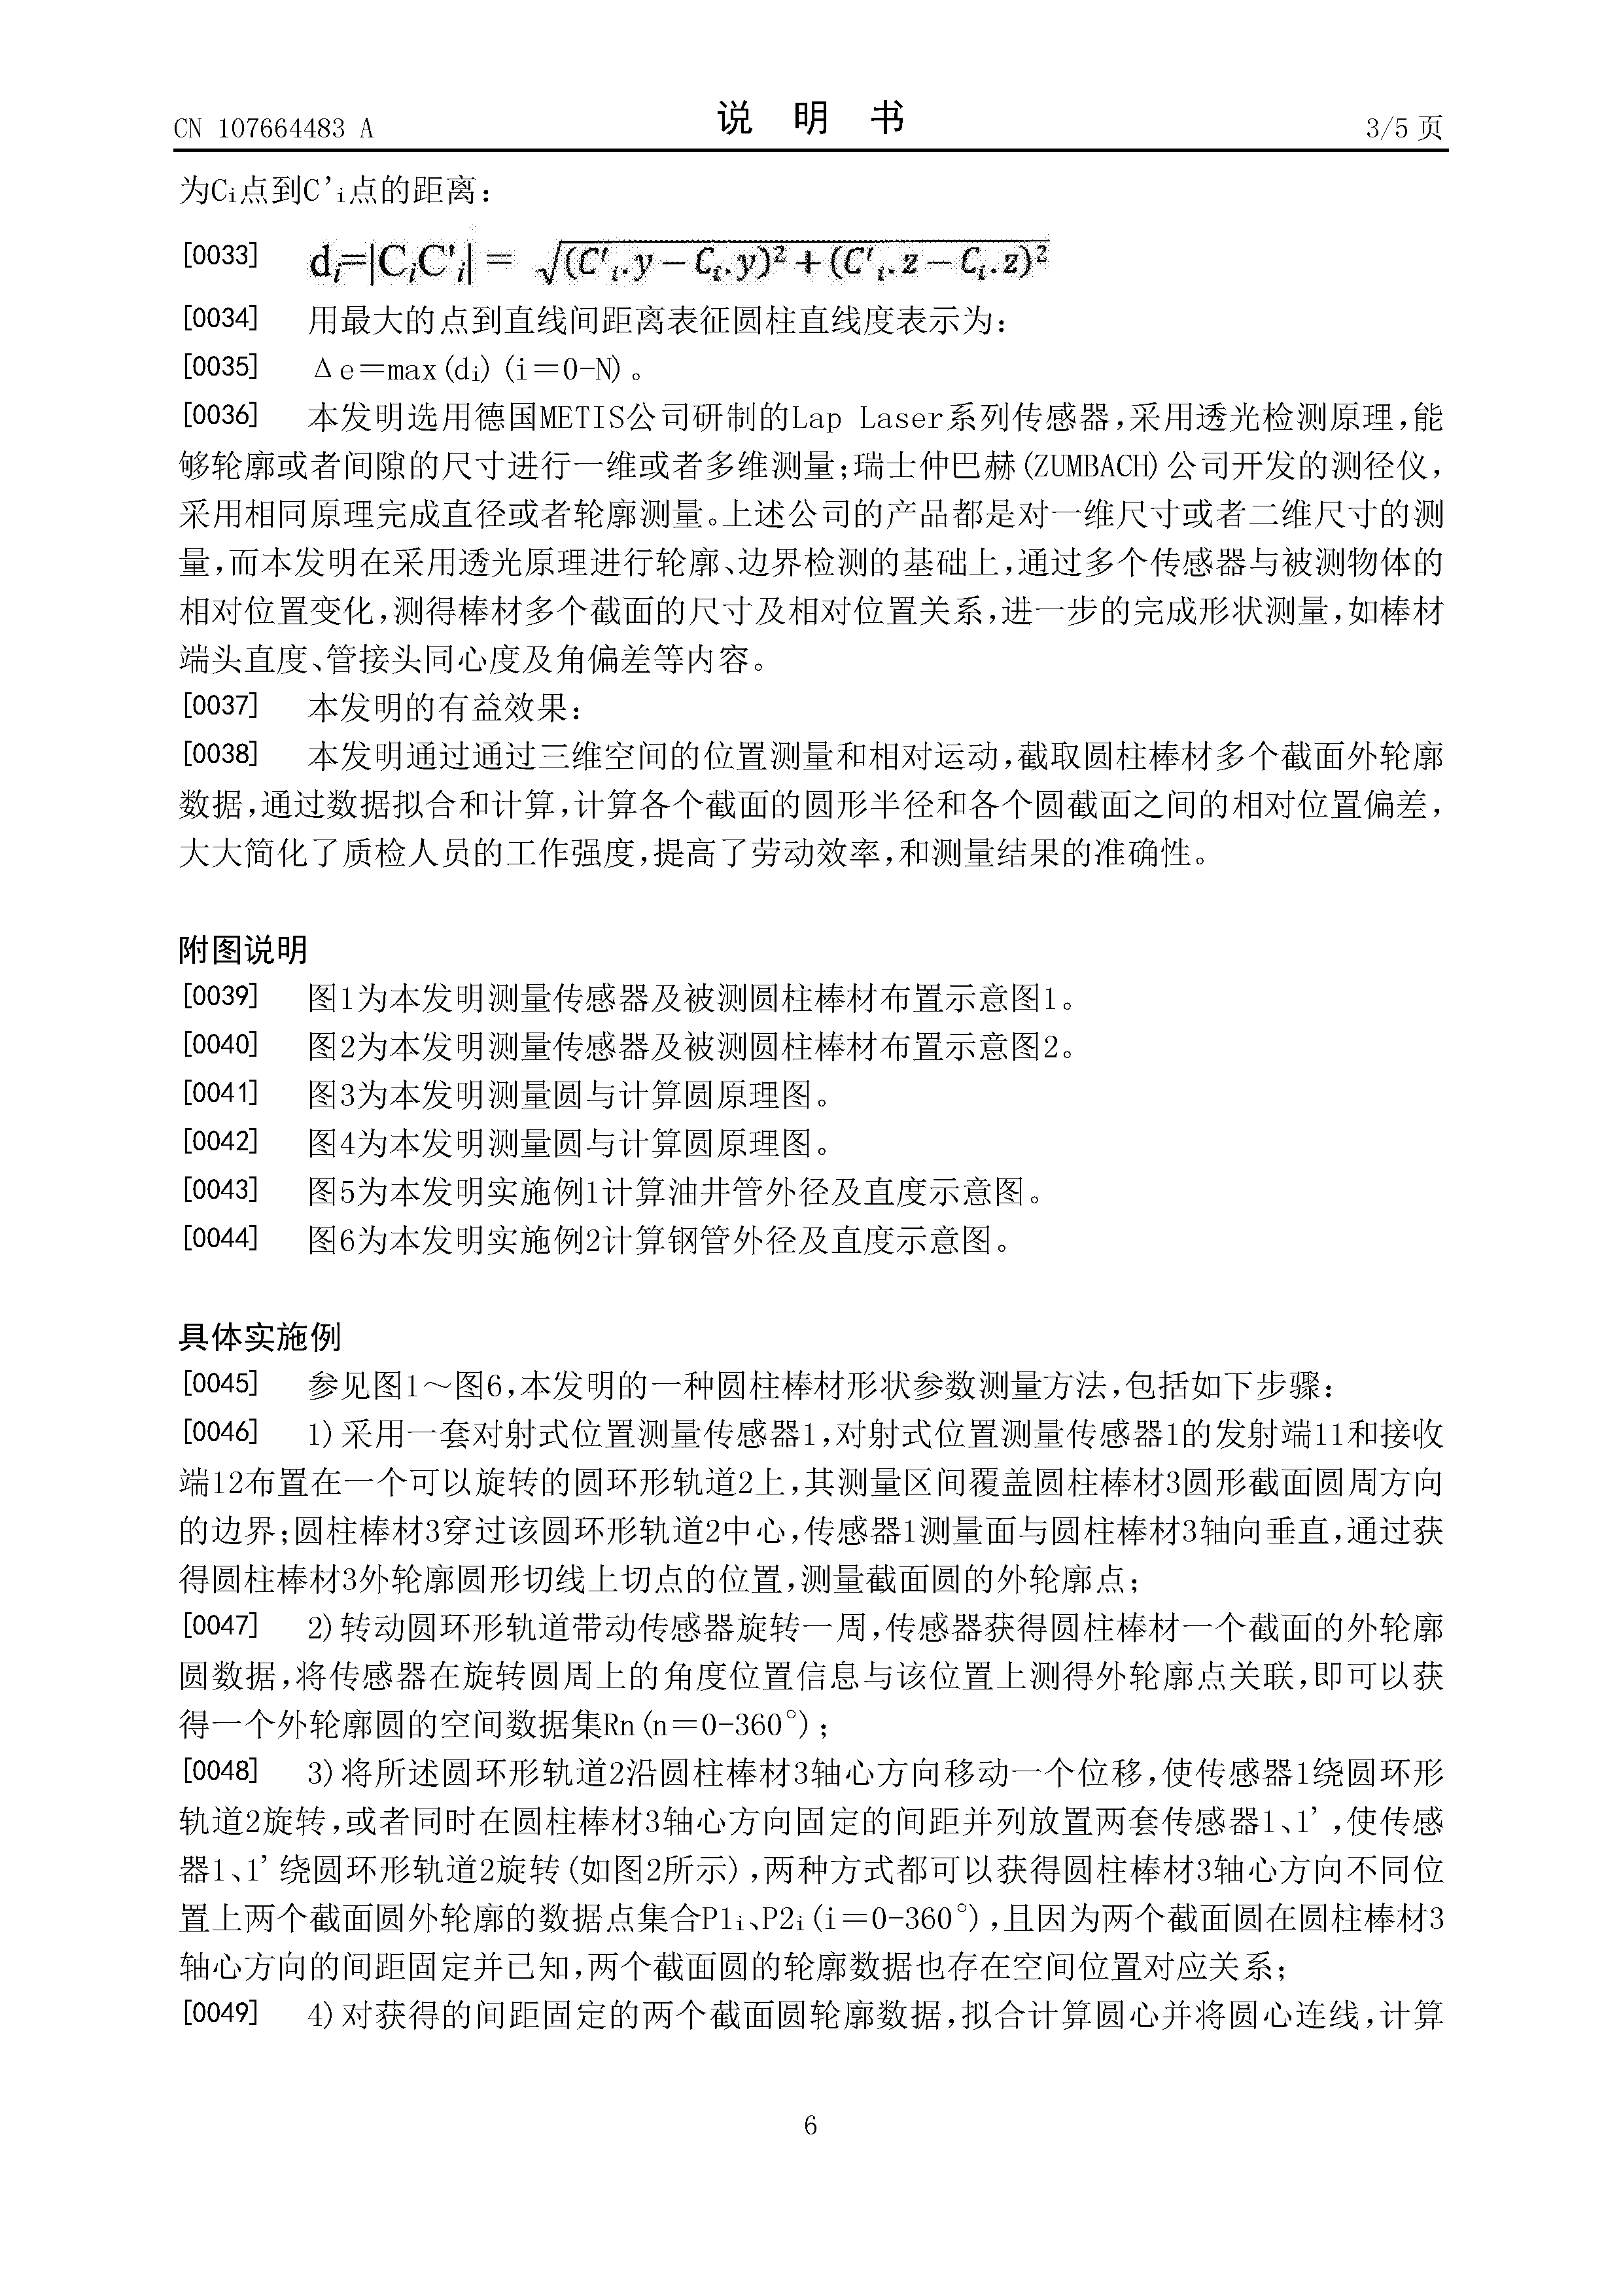 CN 107664483 A
说 明 书
3/5 页
为Ci点到C’i点的距离：
[0033] di=|CiC'i| = √(C'i.y－Ci.y)²＋(C'i.z－Ci.z)²
[0034] 用最大的点到直线间距离表征圆柱直线度表示为：
[0035] Δe＝max(di)(i＝0-N)。
[0036] 本发明选用德国METIS公司研制的Lap Laser系列传感器，采用透光检测原理，能
够轮廓或者间隙的尺寸进行一维或者多维测量；瑞士仲巴赫(ZUMBACH)公司开发的测径仪，
采用相同原理完成直径或者轮廓测量。上述公司的产品都是对一维尺寸或者二维尺寸的测
量，而本发明在采用透光原理进行轮廓、边界检测的基础上，通过多个传感器与被测物体的
相对位置变化，测得棒材多个截面的尺寸及相对位置关系，进一步的完成形状测量，如棒材
端头直度、管接头同心度及角偏差等内容。
[0037] 本发明的有益效果：
[0038] 本发明通过通过三维空间的位置测量和相对运动，截取圆柱棒材多个截面外轮廓
数据，通过数据拟合和计算，计算各个截面的圆形半径和各个圆截面之间的相对位置偏差，
大大简化了质检人员的工作强度，提高了劳动效率，和测量结果的准确性。
附图说明
[0039] 图1为本发明测量传感器及被测圆柱棒材布置示意图1。
[0040] 图2为本发明测量传感器及被测圆柱棒材布置示意图2。
[0041] 图3为本发明测量圆与计算圆原理图。
[0042] 图4为本发明测量圆与计算圆原理图。
[0043] 图5为本发明实施例1计算油井管外径及直度示意图。
[0044] 图6为本发明实施例2计算钢管外径及直度示意图。
具体实施例
[0045] 参见图1～图6，本发明的一种圆柱棒材形状参数测量方法，包括如下步骤：
[0046] 1)采用一套对射式位置测量传感器1，对射式位置测量传感器1的发射端11和接收
端12布置在一个可以旋转的圆环形轨道2上，其测量区间覆盖圆柱棒材3圆形截面圆周方向
的边界；圆柱棒材3穿过该圆环形轨道2中心，传感器1测量面与圆柱棒材3轴向垂直，通过获
得圆柱棒材3外轮廓圆形切线上切点的位置，测量截面圆的外轮廓点；
[0047] 2)转动圆环形轨道带动传感器旋转一周，传感器获得圆柱棒材一个截面的外轮廓
圆数据，将传感器在旋转圆周上的角度位置信息与该位置上测得外轮廓点关联，即可以获
得一个外轮廓圆的空间数据集Rn(n＝0-360°)；
[0048] 3)将所述圆环形轨道2沿圆柱棒材3轴心方向移动一个位移，使传感器1绕圆环形
轨道2旋转，或者同时在圆柱棒材3轴心方向固定的间距并列放置两套传感器1、1’，使传感
器1、1’绕圆环形轨道2旋转(如图2所示)，两种方式都可以获得圆柱棒材3轴心方向不同位
置上两个截面圆外轮廓的数据点集合P1i、P2i(i＝0-360°)，且因为两个截面圆在圆柱棒材3
轴心方向的间距固定并已知，两个截面圆的轮廓数据也存在空间位置对应关系；
[0049] 4)对获得的间距固定的两个截面圆轮廓数据，拟合计算圆心并将圆心连线，计算
6